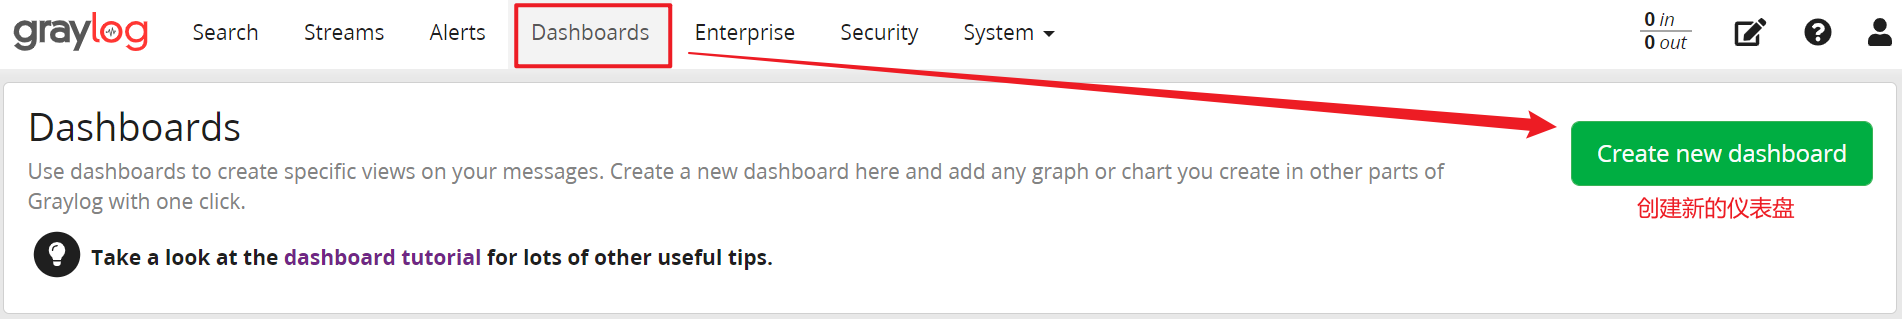 graylog Search Streams Alerts Dashboards Enterprise Security System 0 in
0 out
Dashboards
Create new dashboard
Use dashboards to create specific views on your messages. Create a new dashboard here and add any graph or chart you create in other parts of
Graylog with one click.
创建新的仪表盘
Take a look at the dashboard tutorial for lots of other useful tips.